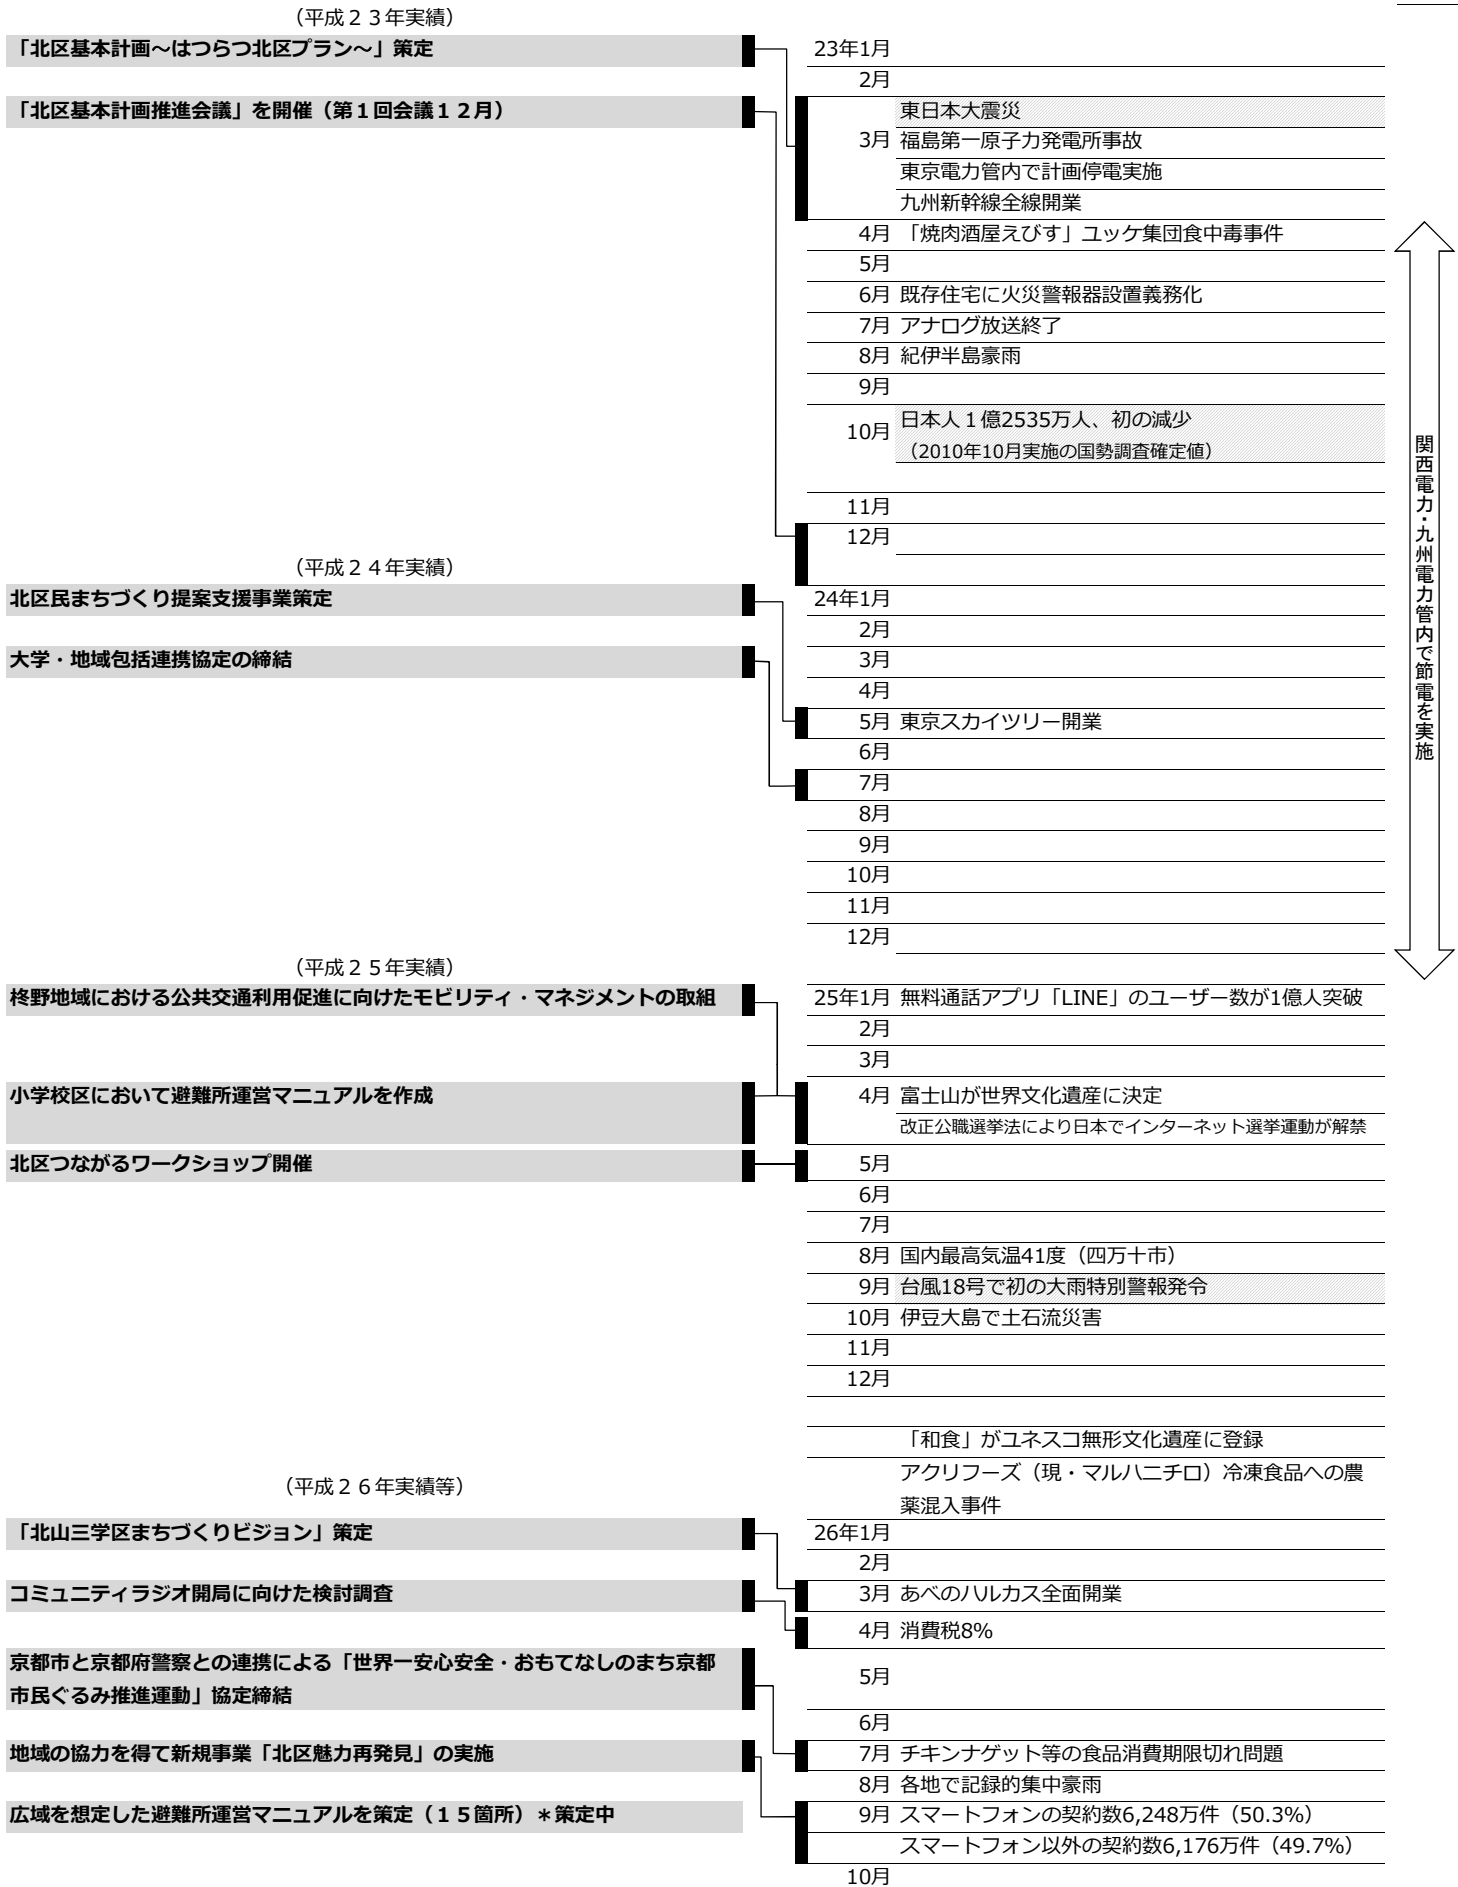 （平成２３年実績）
「北区基本計画～はつらつ北区プラン～」策定
「北区基本計画推進会議」を開催（第１回会議１２月）
（平成２４年実績）
北区民まちづくり提案支援事業策定
大学・地域包括連携協定の締結
（平成２５年実績）
柊野地域における公共交通利用促進に向けたモビリティ・マネジメントの取組
小学校区において避難所運営マニュアルを作成
北区つながるワークショップ開催
（平成２６年実績等）
「北山三学区まちづくりビジョン」策定
コミュニティラジオ開局に向けた検討調査
京都市と京都府警察との連携による「世界一安心安全・おもてなしのまち京都
市民ぐるみ推進運動」協定締結
地域の協力を得て新規事業「北区魅力再発見」の実施
広域を想定した避難所運営マニュアルを策定（１５箇所）＊策定中
23年1月
2月
東日本大震災
3月 福島第一原子力発電所事故
東京電力管内で計画停電実施
九州新幹線全線開業
4月 「焼肉酒屋えびす」ユッケ集団食中毒事件
5月
6月 既存住宅に火災警報器設置義務化
7月 アナログ放送終了
8月 紀伊半島豪雨
9月
10月 日本人１億2535万人、初の減少
（2010年10月実施の国勢調査確定値）
11月
12月
24年1月
2月
3月
4月
5月 東京スカイツリー開業
6月
7月
8月
9月
10月
11月
12月
25年1月 無料通話アプリ「LINE」のユーザー数が1億人突破
2月
3月
4月 富士山が世界文化遺産に決定
改正公職選挙法により日本でインターネット選挙運動が解禁
5月
6月
7月
8月 国内最高気温41度（四万十市）
9月 台風18号で初の大雨特別警報発令
10月 伊豆大島で土石流災害
11月
12月
「和食」がユネスコ無形文化遺産に登録
アクリフーズ（現・マルハニチロ）冷凍食品への農
薬混入事件
26年1月
2月
3月 あべのハルカス全面開業
4月 消費税8%
5月
6月
7月 チキンナゲット等の食品消費期限切れ問題
8月 各地で記録的集中豪雨
9月 スマートフォンの契約数6,248万件（50.3%）
スマートフォン以外の契約数6,176万件（49.7%）
10月
関西電力・九州電力管内で節電を実施